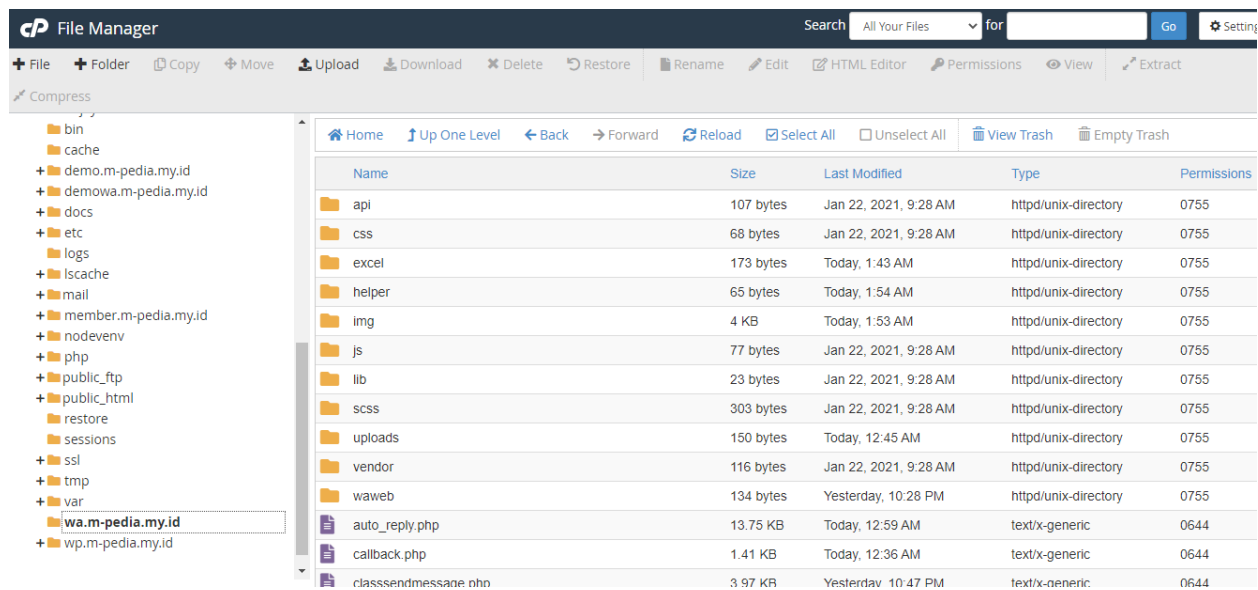 cP File Manager Search All Your Files for Go Setting
File Folder Copy Move Upload Download Delete Restore Rename Edit HTML Editor Permissions View Extract
Compress
Home Up One Level Back Forward Reload Select All Unselect All View Trash Empty Trash
bin
cache
demo.m-pedia.my.id
demowa.m-pedia.my.id
docs
etc
logs
lscache
mail
member.m-pedia.my.id
nodevenv
php
public_ftp
public_html
restore
sessions
ssl
tmp
var
wa.m-pedia.my.id
wp.m-pedia.my.id
Name Size Last Modified Type Permissions
api 107 bytes Jan 22, 2021, 9:28 AM httpd/unix-directory 0755
css 68 bytes Jan 22, 2021, 9:28 AM httpd/unix-directory 0755
excel 173 bytes Today, 1:43 AM httpd/unix-directory 0755
helper 65 bytes Today, 1:54 AM httpd/unix-directory 0755
img 4 KB Today, 1:53 AM httpd/unix-directory 0755
js 77 bytes Jan 22, 2021, 9:28 AM httpd/unix-directory 0755
lib 23 bytes Jan 22, 2021, 9:28 AM httpd/unix-directory 0755
scss 303 bytes Jan 22, 2021, 9:28 AM httpd/unix-directory 0755
uploads 150 bytes Today, 12:45 AM httpd/unix-directory 0755
vendor 116 bytes Jan 22, 2021, 9:28 AM httpd/unix-directory 0755
waweb 134 bytes Yesterday, 10:28 PM httpd/unix-directory 0755
auto_reply.php 13.75 KB Today, 12:59 AM text/x-generic 0644
callback.php 1.41 KB Today, 12:36 AM text/x-generic 0644
classsendmessage.php 3.97 KB Yesterday, 10:47 PM text/x-generic 0644